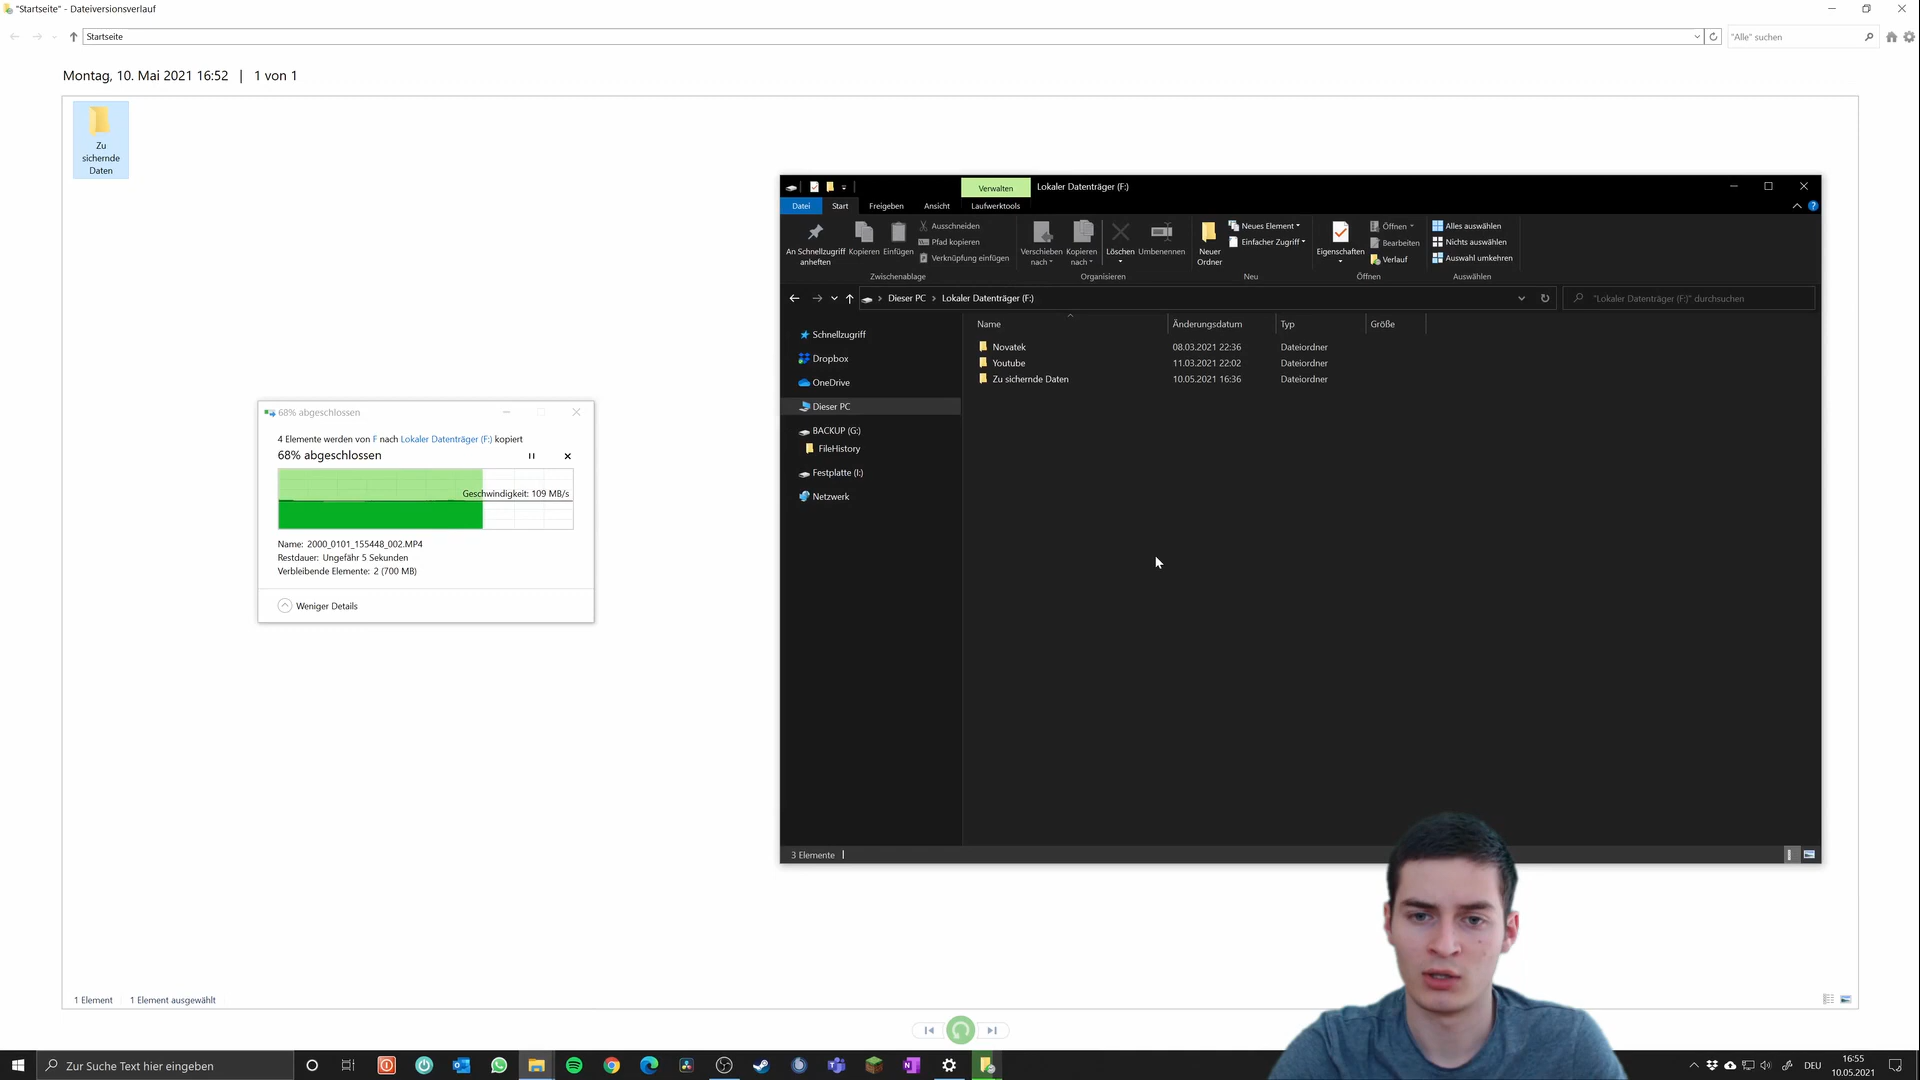 "Startseite" - Dateiversionsverlauf
Startseite
"Alle" suchen
Montag, 10. Mai 2021 16:52 | 1 von 1
Zu
sichernde
Daten
Verwalten
Lokaler Datenträger (F:)
Datei
Start
Freigeben
Ansicht
Laufwerktools
An Schnellzugriff
anheften
Kopieren
Einfügen
Ausschneiden
Pfad kopieren
Verknüpfung einfügen
Zwischenablage
Verschieben
nach
Kopieren
nach
Löschen
Umbenennen
Organisieren
Neuer
Ordner
Neues Element
Einfacher Zugriff
Neu
Eigenschaften
Öffnen
Bearbeiten
Verlauf
Öffnen
Alles auswählen
Nichts auswählen
Auswahl umkehren
Auswählen
Dieser PC > Lokaler Datenträger (F:)
"Lokaler Datenträger (F:)" durchsuchen
Schnellzugriff
Dropbox
OneDrive
Dieser PC
BACKUP (G:)
FileHistory
Festplatte (I:)
Netzwerk
Name Änderungsdatum Typ Größe
Novatek 08.03.2021 22:36 Dateiordner
Youtube 11.03.2021 22:02 Dateiordner
Zu sichernde Daten 10.05.2021 16:36 Dateiordner
3 Elemente
68% abgeschlossen
4 Elemente werden von F nach Lokaler Datenträger (F:) kopiert
68% abgeschlossen
Geschwindigkeit: 109 MB/s
Name: 2000_0101_155448_002.MP4
Restdauer: Ungefähr 5 Sekunden
Verbleibende Elemente: 2 (700 MB)
Weniger Details
1 Element 1 Element ausgewählt
Zur Suche Text hier eingeben
DEU
16:55
10.05.2021